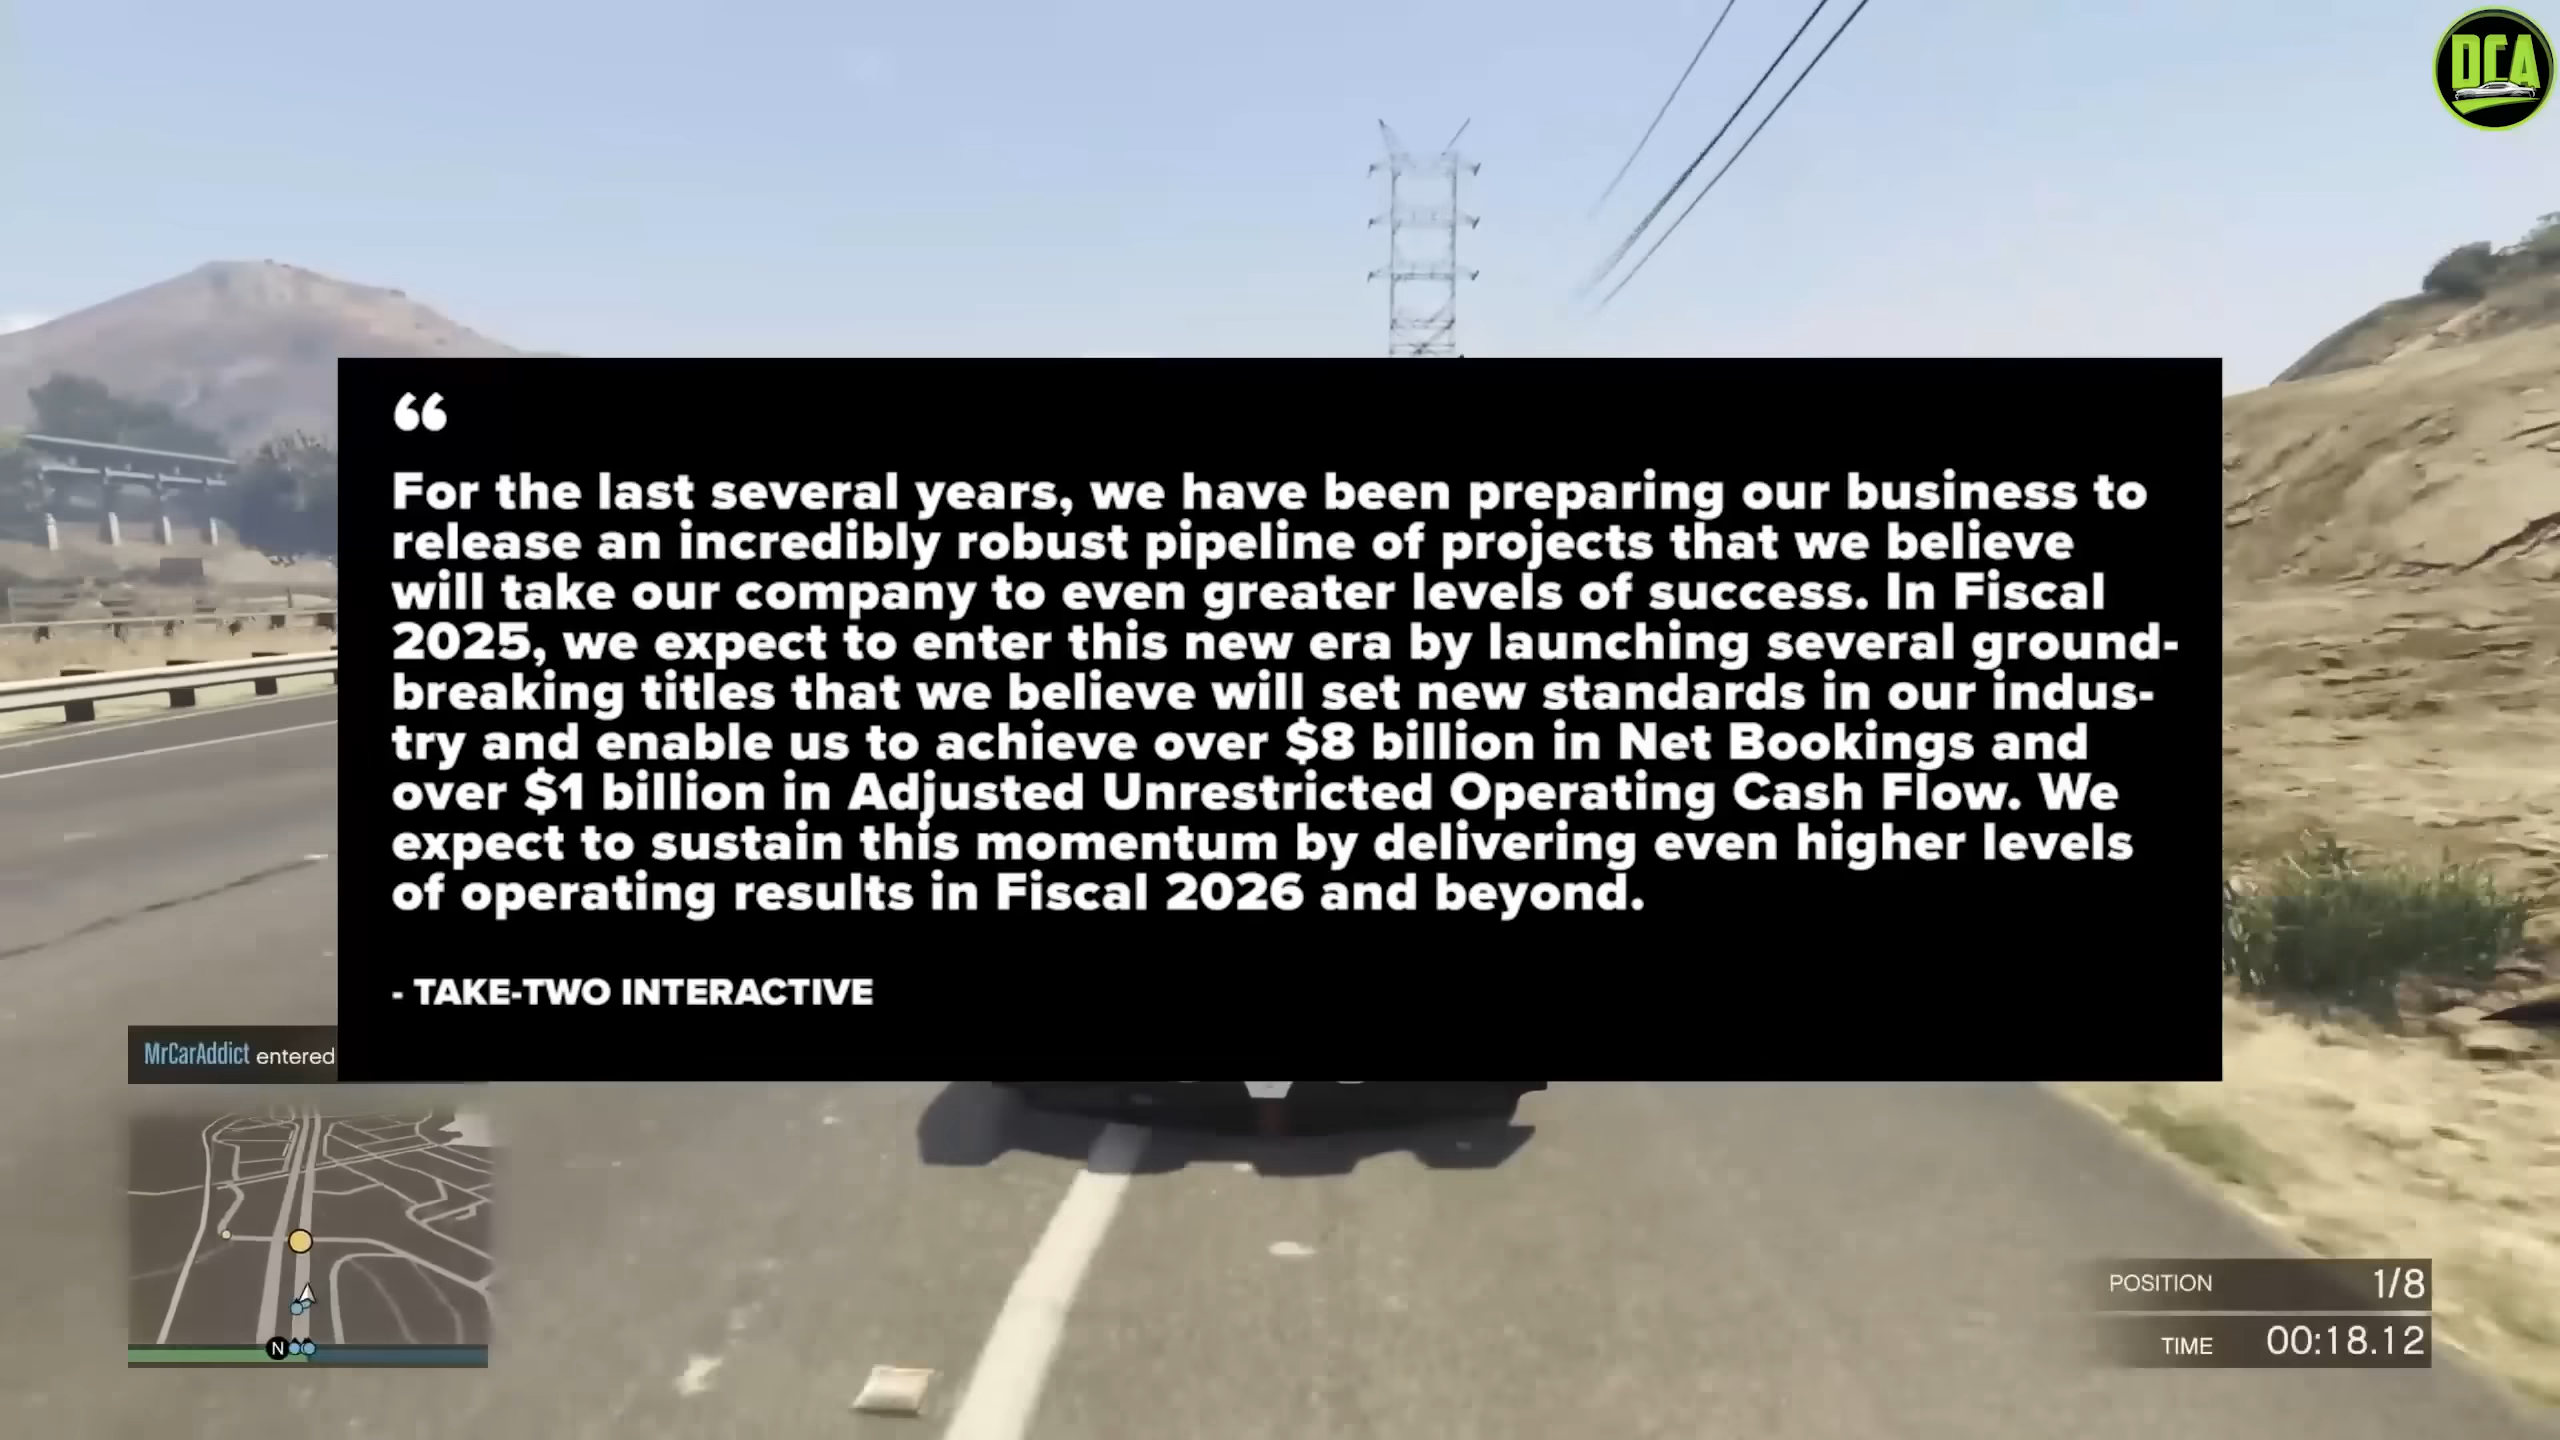 DCA
“
For the last several years, we have been preparing our business to
release an incredibly robust pipeline of projects that we believe
will take our company to even greater levels of success. In Fiscal
2025, we expect to enter this new era by launching several ground-
breaking titles that we believe will set new standards in our indus-
try and enable us to achieve over $8 billion in Net Bookings and
over $1 billion in Adjusted Unrestricted Operating Cash Flow. We
expect to sustain this momentum by delivering even higher levels
of operating results in Fiscal 2026 and beyond.
- TAKE-TWO INTERACTIVE
MrCarAddict entered
N
POSITION 1/8
TIME 00:18.12